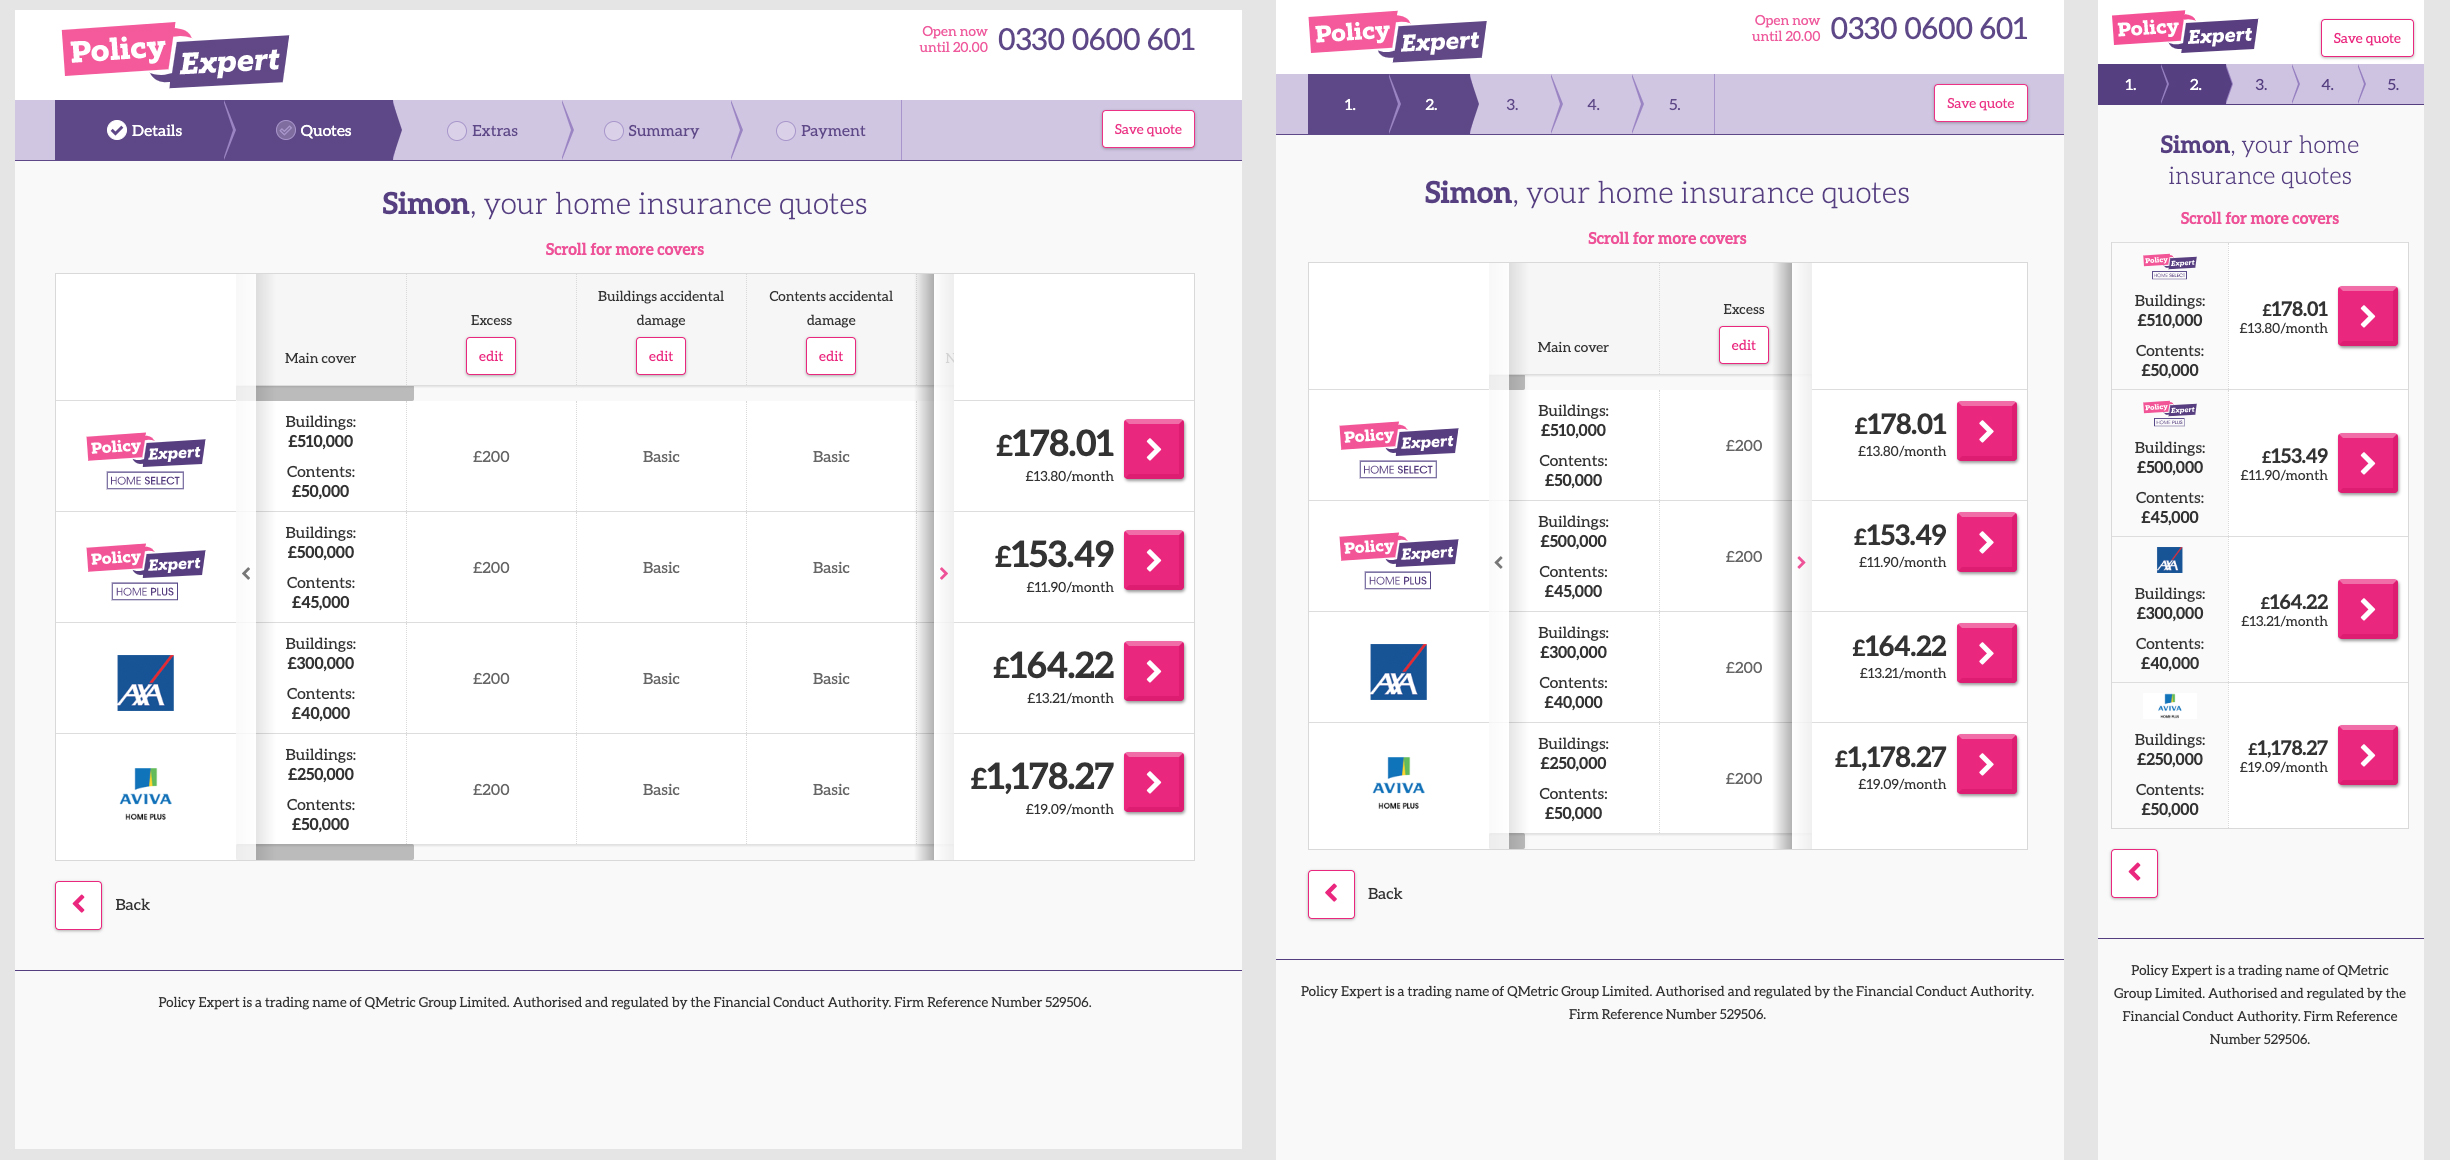 Policy Expert
Open now
until 20.00
0330 0600 601
Details
Quotes
Extras
Summary
Payment
Save quote
Simon, your home insurance quotes
Scroll for more covers
Main cover
Excess
edit
Buildings accidental
damage
edit
Contents accidental
damage
edit
N
Policy Expert
HOME SELECT
Buildings:
£510,000
Contents:
£50,000
£200
Basic
Basic
£178.01
£13.80/month
Policy Expert
HOME PLUS
Buildings:
£500,000
Contents:
£45,000
£200
Basic
Basic
£153.49
£11.90/month
AXA
Buildings:
£300,000
Contents:
£40,000
£200
Basic
Basic
£164.22
£13.21/month
AVIVA
HOME PLUS
Buildings:
£250,000
Contents:
£50,000
£200
Basic
Basic
£1,178.27
£19.09/month
Back
Policy Expert is a trading name of QMetric Group Limited. Authorised and regulated by the Financial Conduct Authority. Firm Reference Number 529506.
Policy Expert
Open now
until 20.00
0330 0600 601
1.
2.
3.
4.
5.
Save quote
Simon, your home insurance quotes
Scroll for more covers
Main cover
Excess
edit
Policy Expert
HOME SELECT
Buildings:
£510,000
Contents:
£50,000
£200
£178.01
£13.80/month
Policy Expert
HOME PLUS
Buildings:
£500,000
Contents:
£45,000
£200
£153.49
£11.90/month
AXA
Buildings:
£300,000
Contents:
£40,000
£200
£164.22
£13.21/month
AVIVA
HOME PLUS
Buildings:
£250,000
Contents:
£50,000
£200
£1,178.27
£19.09/month
Back
Policy Expert is a trading name of QMetric Group Limited. Authorised and regulated by the Financial Conduct Authority.
Firm Reference Number 529506.
Policy Expert
Save quote
1.
2.
3.
4.
5.
Simon, your home
insurance quotes
Scroll for more covers
Policy Expert
HOME SELECT
Buildings:
£510,000
Contents:
£50,000
£178.01
£13.80/month
Policy Expert
HOME PLUS
Buildings:
£500,000
Contents:
£45,000
£153.49
£11.90/month
AXA
Buildings:
£300,000
Contents:
£40,000
£164.22
£13.21/month
AVIVA
HOME PLUS
Buildings:
£250,000
Contents:
£50,000
£1,178.27
£19.09/month
Policy Expert is a trading name of QMetric
Group Limited. Authorised and regulated by the
Financial Conduct Authority. Firm Reference
Number 529506.